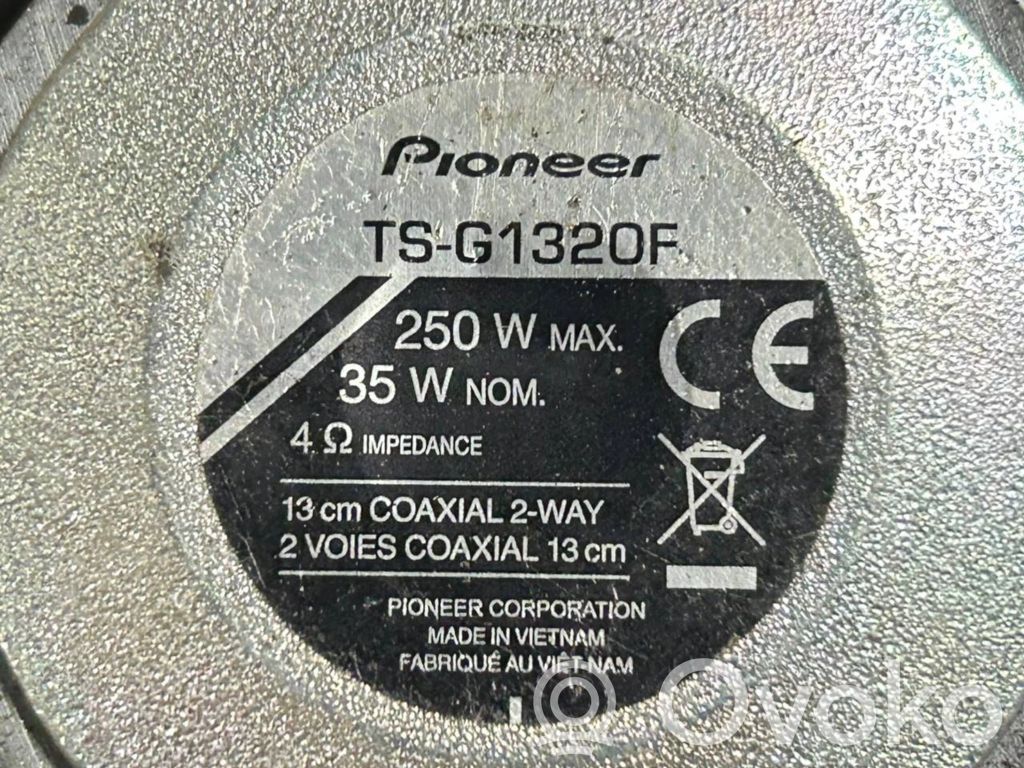 Pioneer
TS-G1320F
250 W MAX.
35 W NOM.
4 Ω IMPEDANCE
CE
13 cm COAXIAL 2-WAY
2 VOIES COAXIAL 13 cm
PIONEER CORPORATION
MADE IN VIETNAM
FABRIQUÉ AU VIÊT-NAM
Ovoko